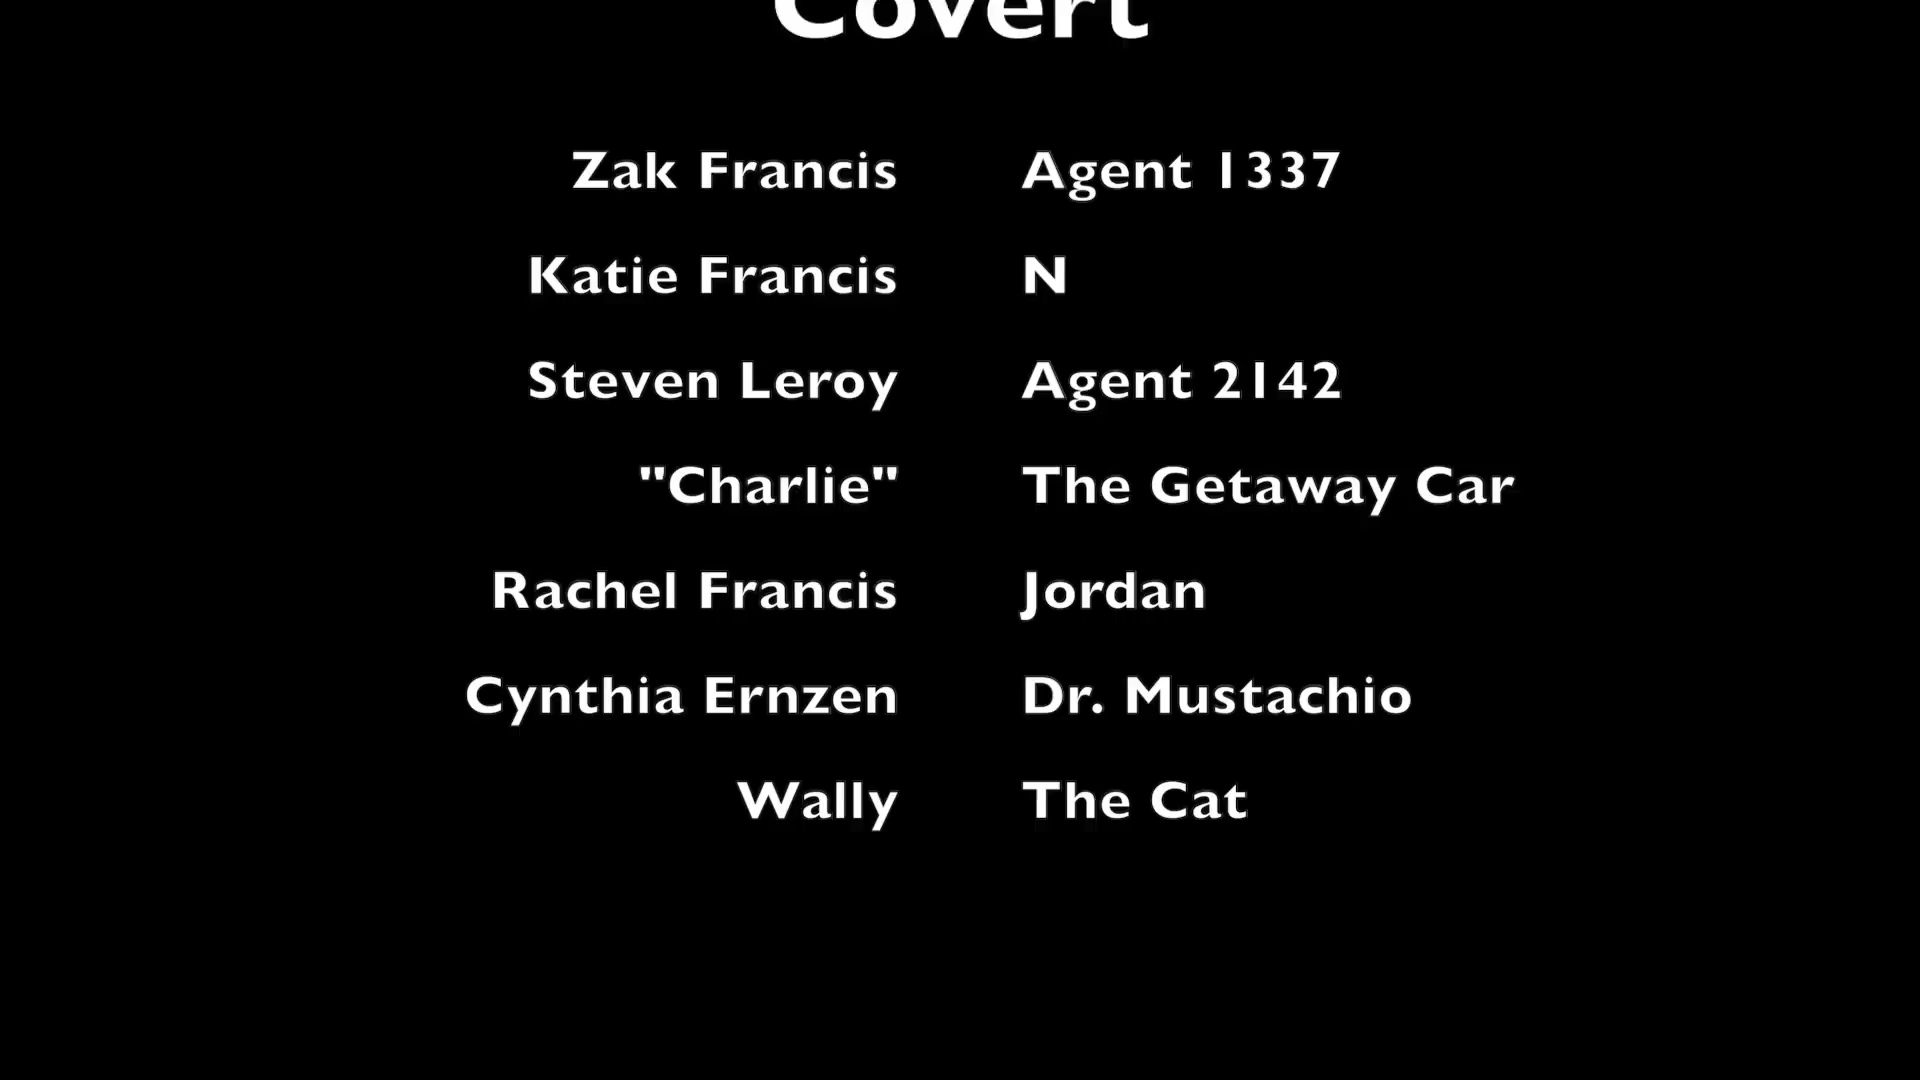 Covert
Zak Francis Agent 1337
Katie Francis N
Steven Leroy Agent 2142
"Charlie" The Getaway Car
Rachel Francis Jordan
Cynthia Ernzen Dr. Mustachio
Wally The Cat